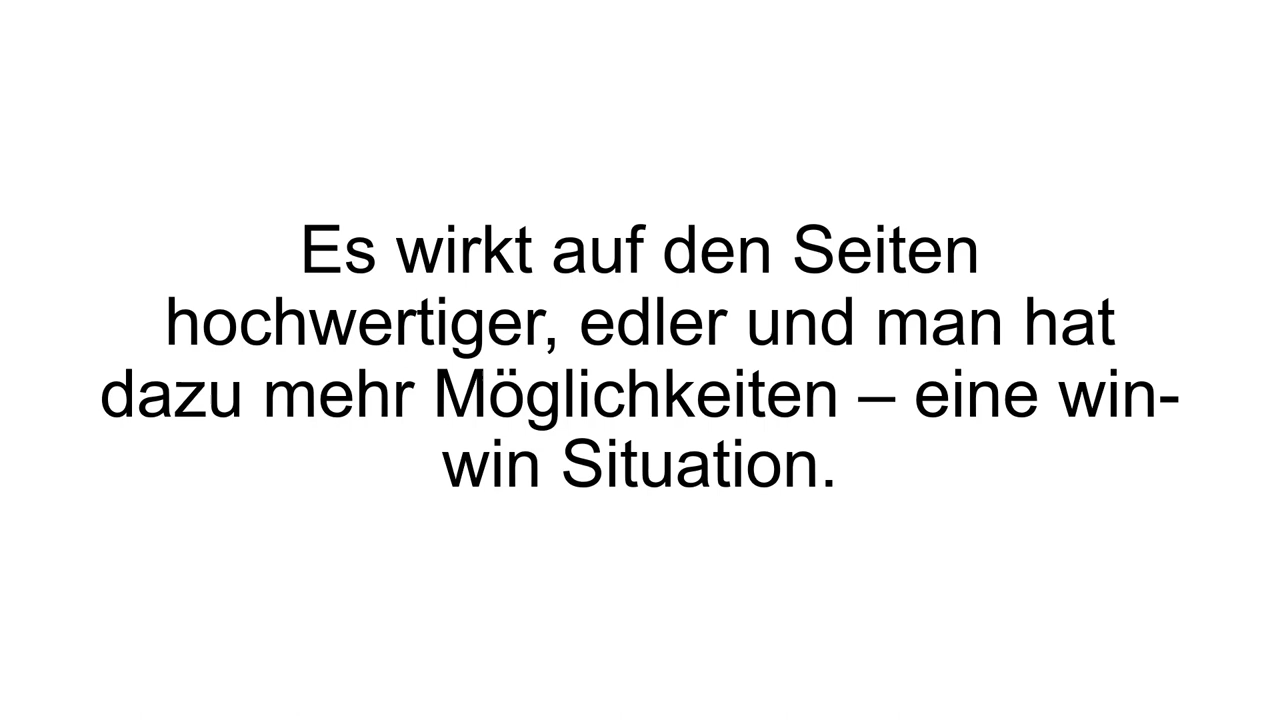 Es wirkt auf den Seiten
hochwertiger, edler und man hat
dazu mehr Möglichkeiten – eine win-
win Situation.